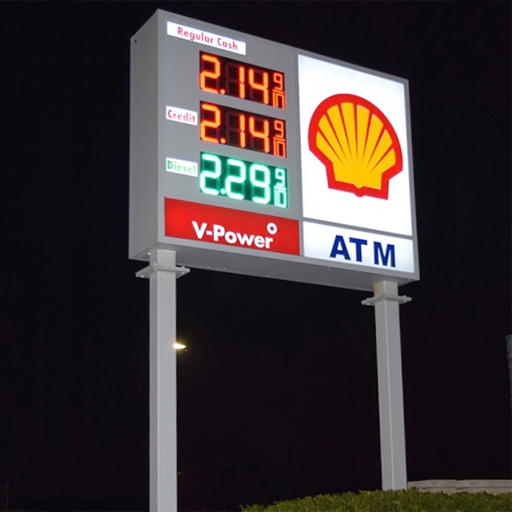 Regular Cash
2.14 9/10
Credit
2.14 9/10
Diesel
2.29 9/10
V-Power
ATM